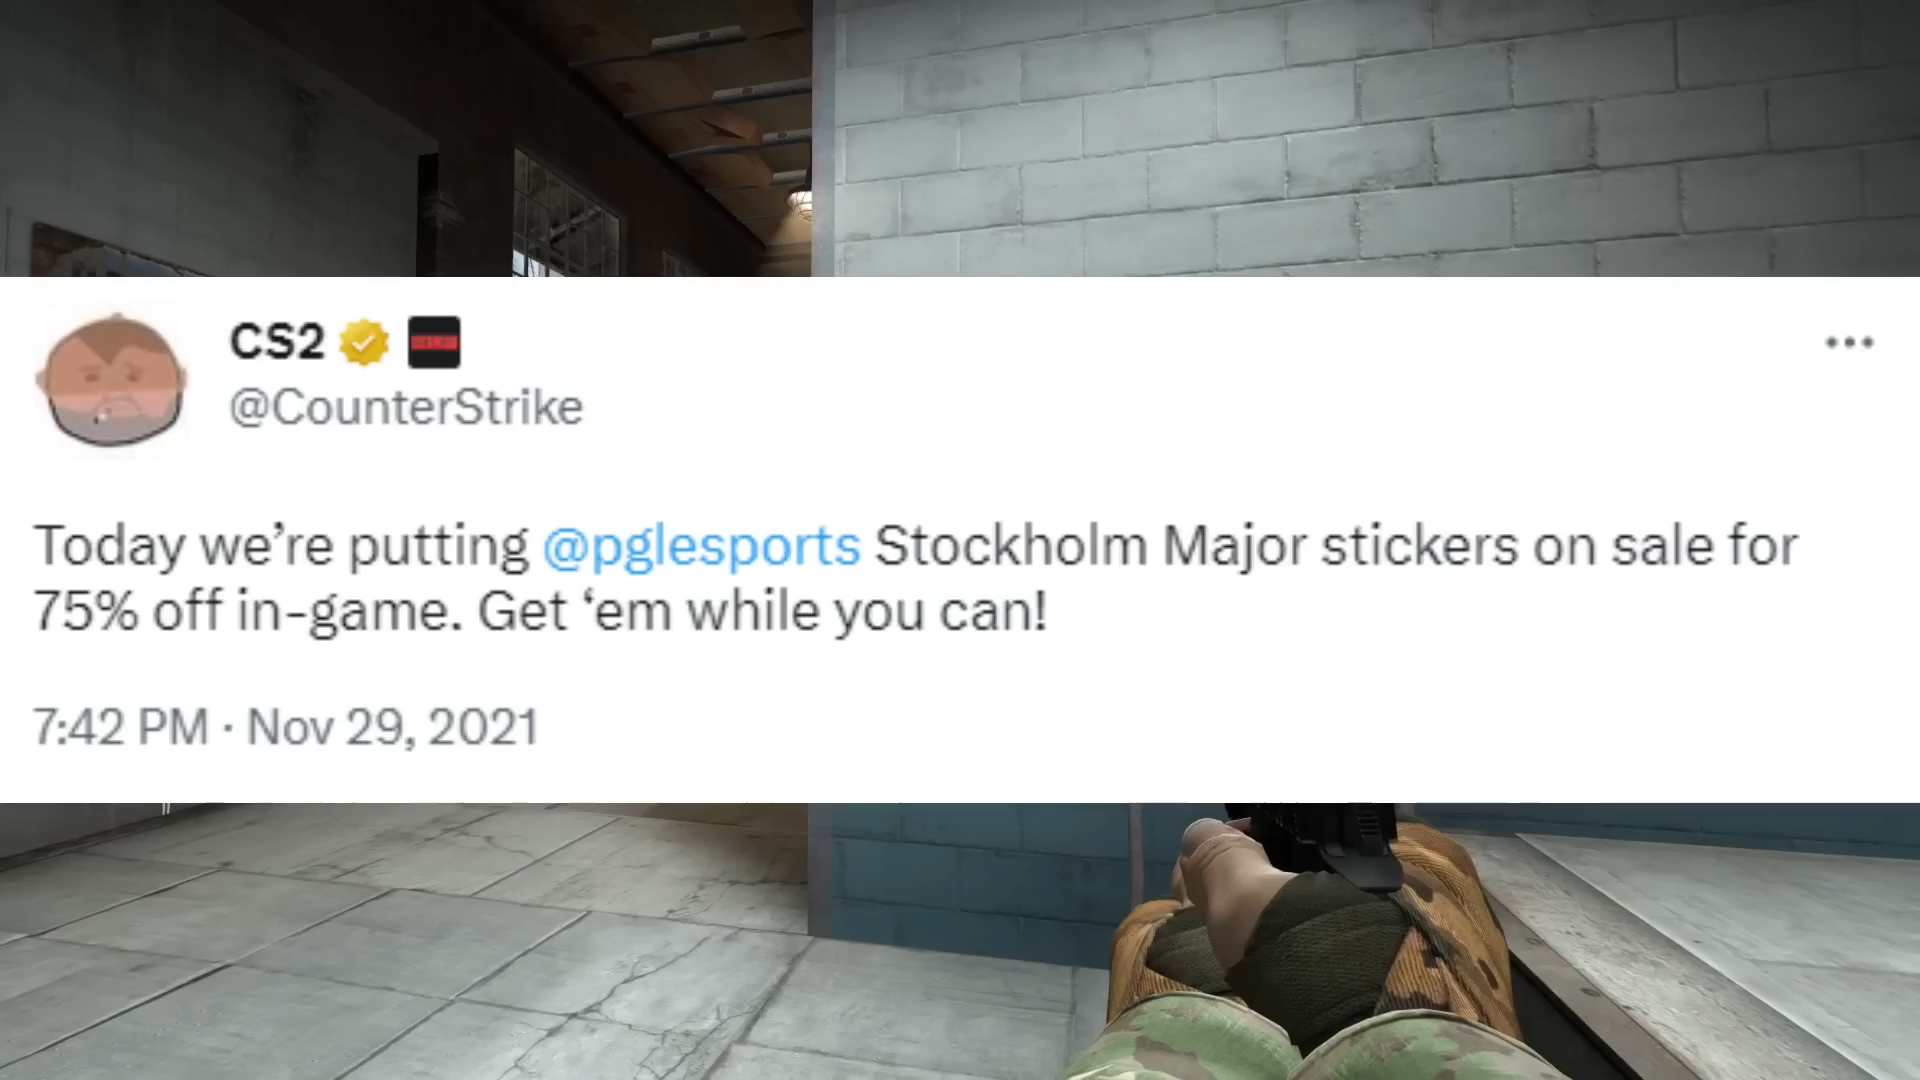 CS2
@CounterStrike
Today we’re putting @pglesports Stockholm Major stickers on sale for
75% off in-game. Get ‘em while you can!
7:42 PM · Nov 29, 2021